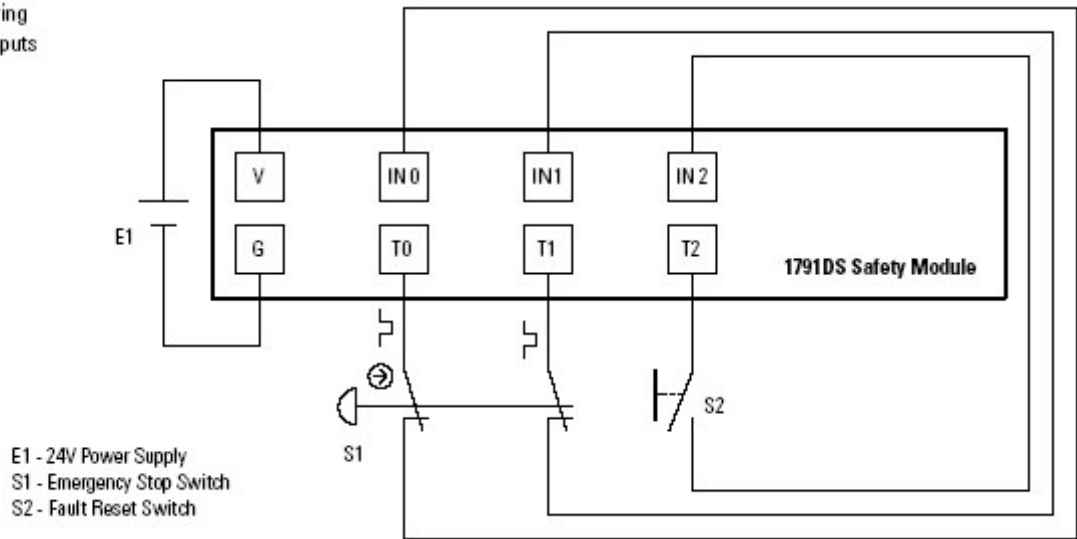 ring
puts
V
IN 0
IN1
IN 2
E1
G
T0
T1
T2
1791DS Safety Module
S1
S2
E1 - 24V Power Supply
S1 - Emergency Stop Switch
S2 - Fault Reset Switch